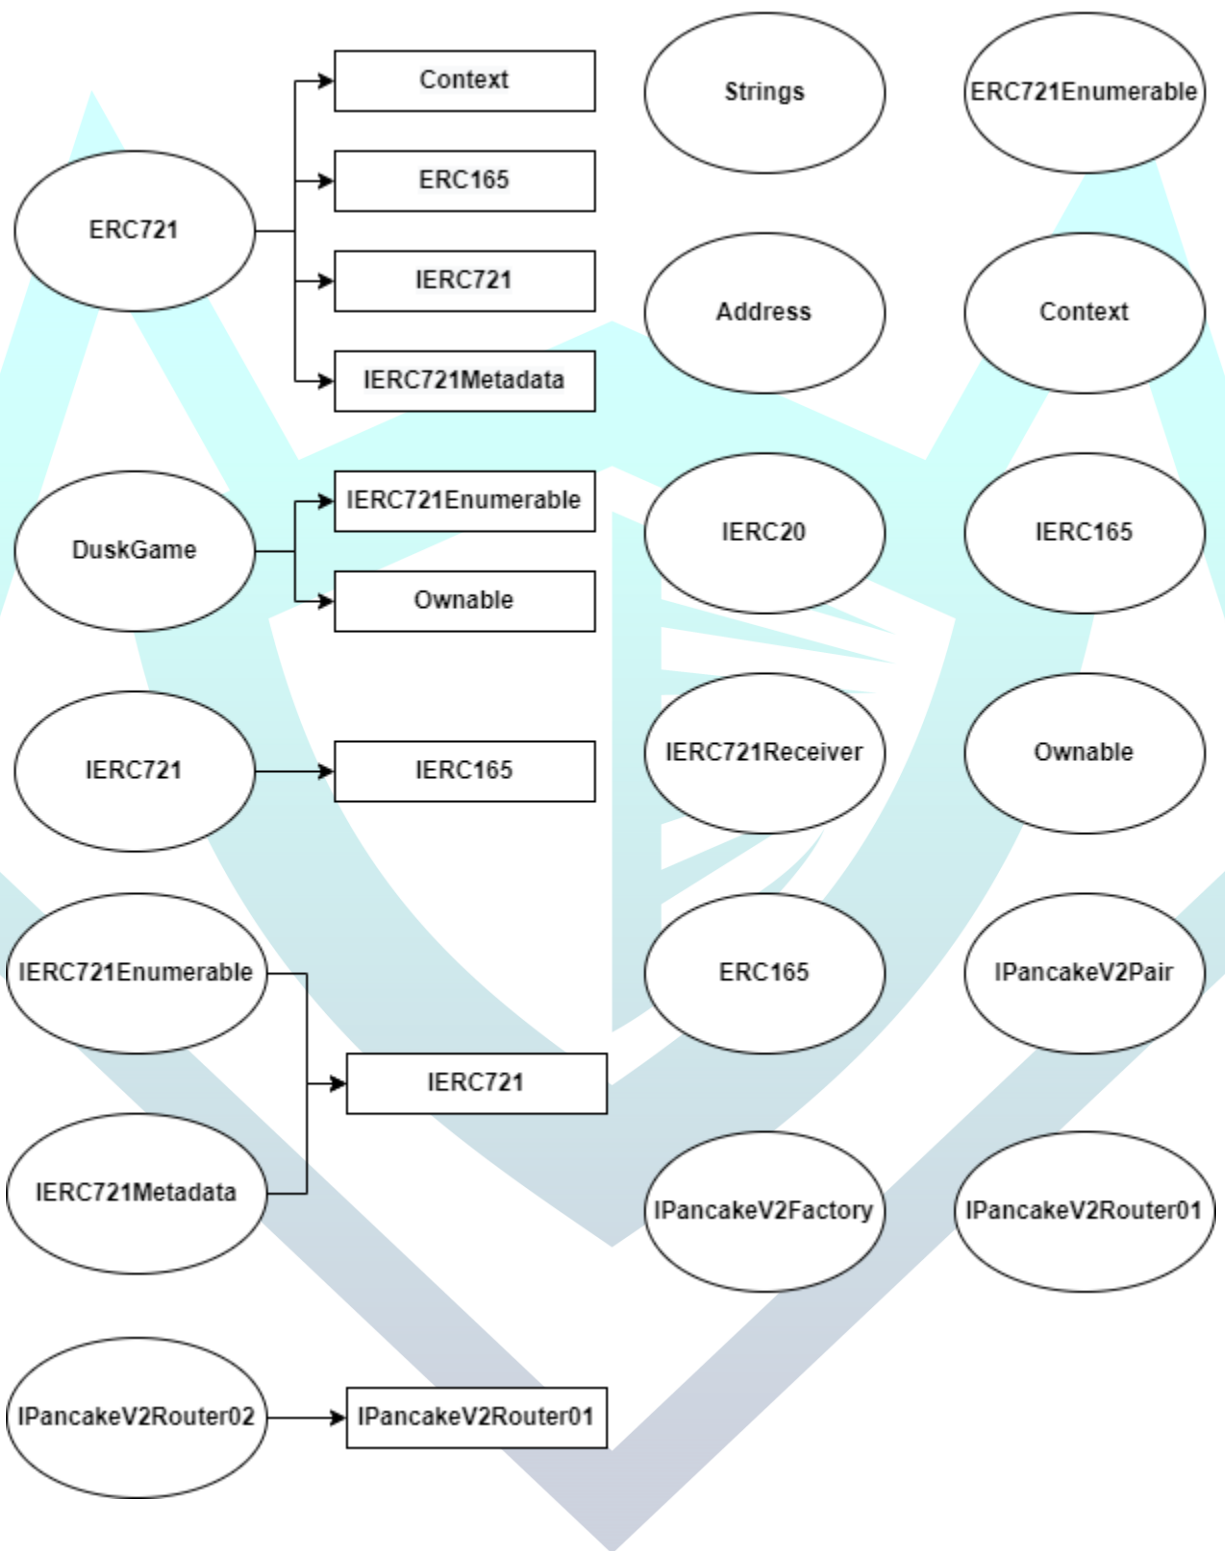 Context
Strings
ERC721Enumerable
ERC165
ERC721
IERC721
Address
Context
IERC721Metadata
IERC721Enumerable
DuskGame
Ownable
IERC20
IERC165
IERC721
IERC165
IERC721Receiver
Ownable
IERC721Enumerable
ERC165
IPancakeV2Pair
IERC721
IERC721Metadata
IPancakeV2Factory
IPancakeV2Router01
IPancakeV2Router02
IPancakeV2Router01